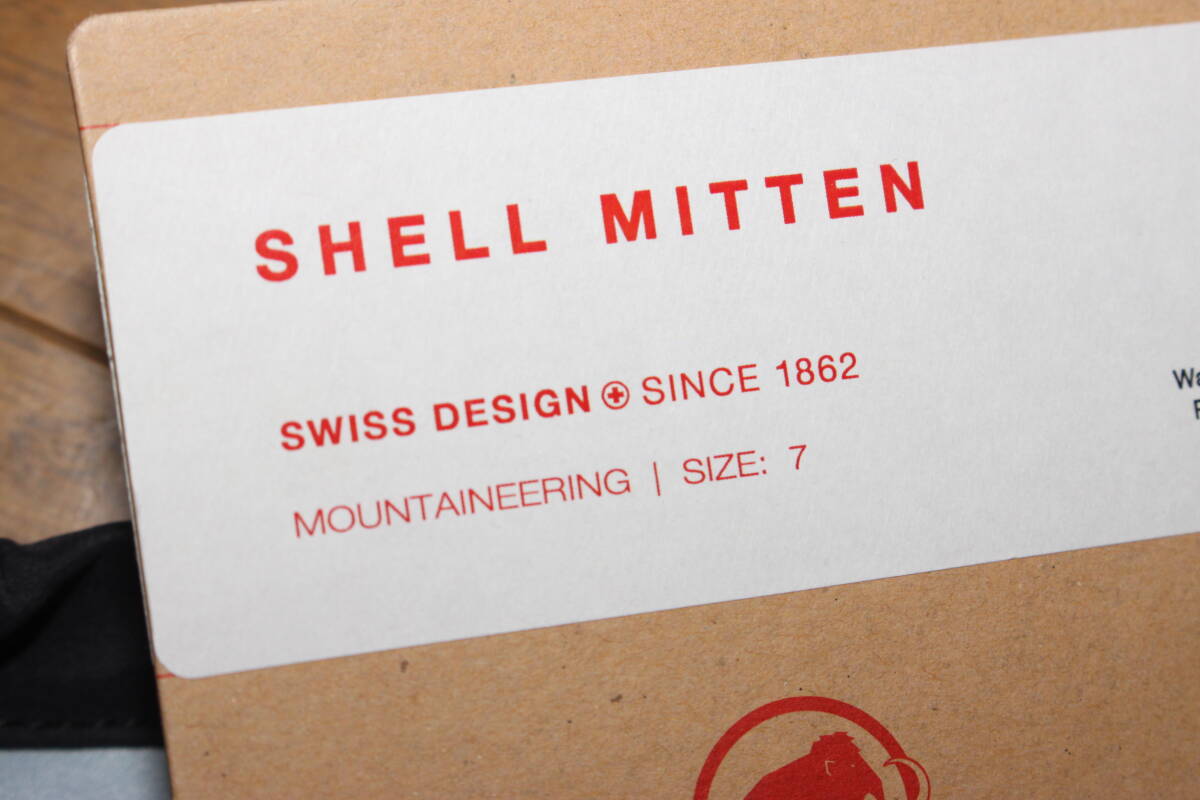 SHELL MITTEN
SWISS DESIGN SINCE 1862
MOUNTAINEERING | SIZE: 7